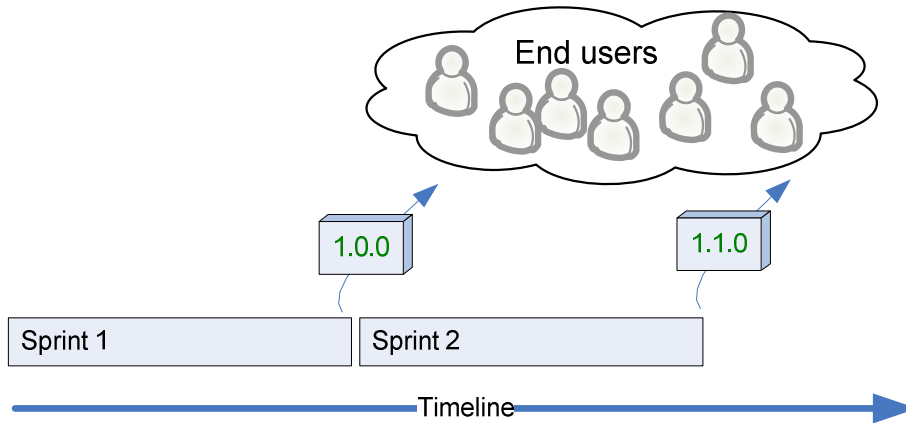 End users
1.0.0
1.1.0
Sprint 1
Sprint 2
Timeline